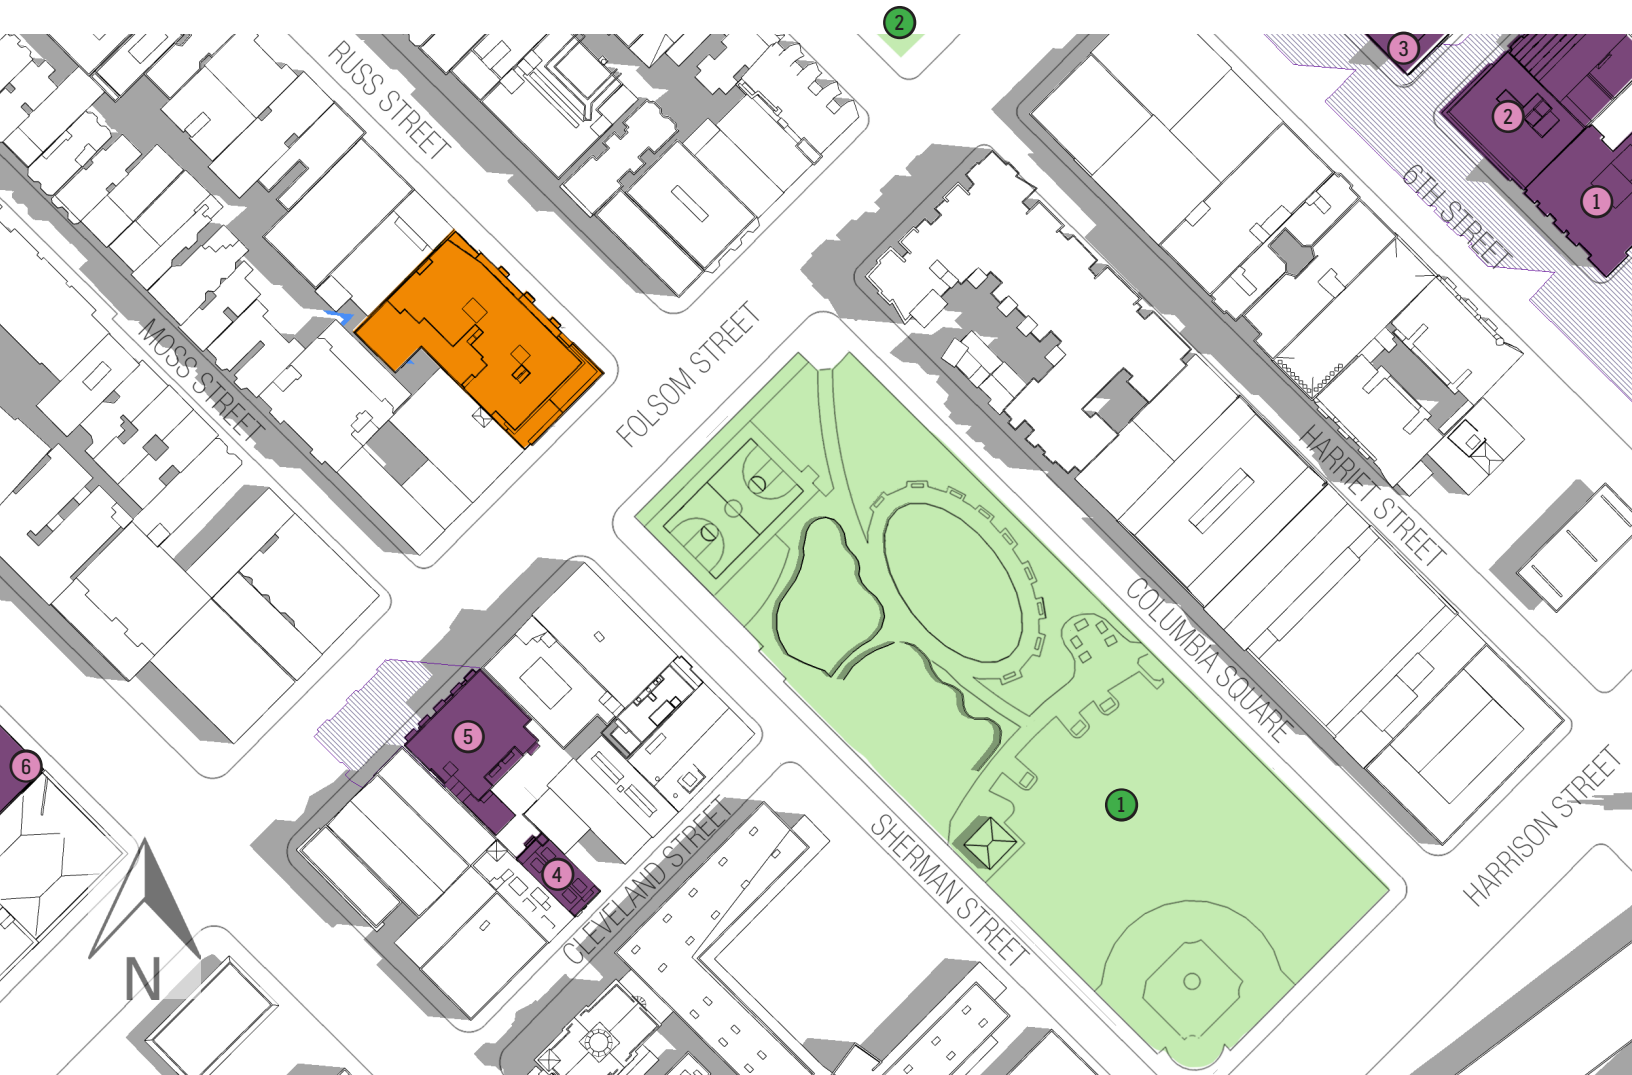 2
3
RUSS STREET
2
6TH STREET
1
MOSS STREET
FOLSOM STREET
HARRIET STREET
COLUMBIA SQUARE
5
6
1
HARRISON STREET
4
CLEVELAND STREET
SHERMAN STREET
N